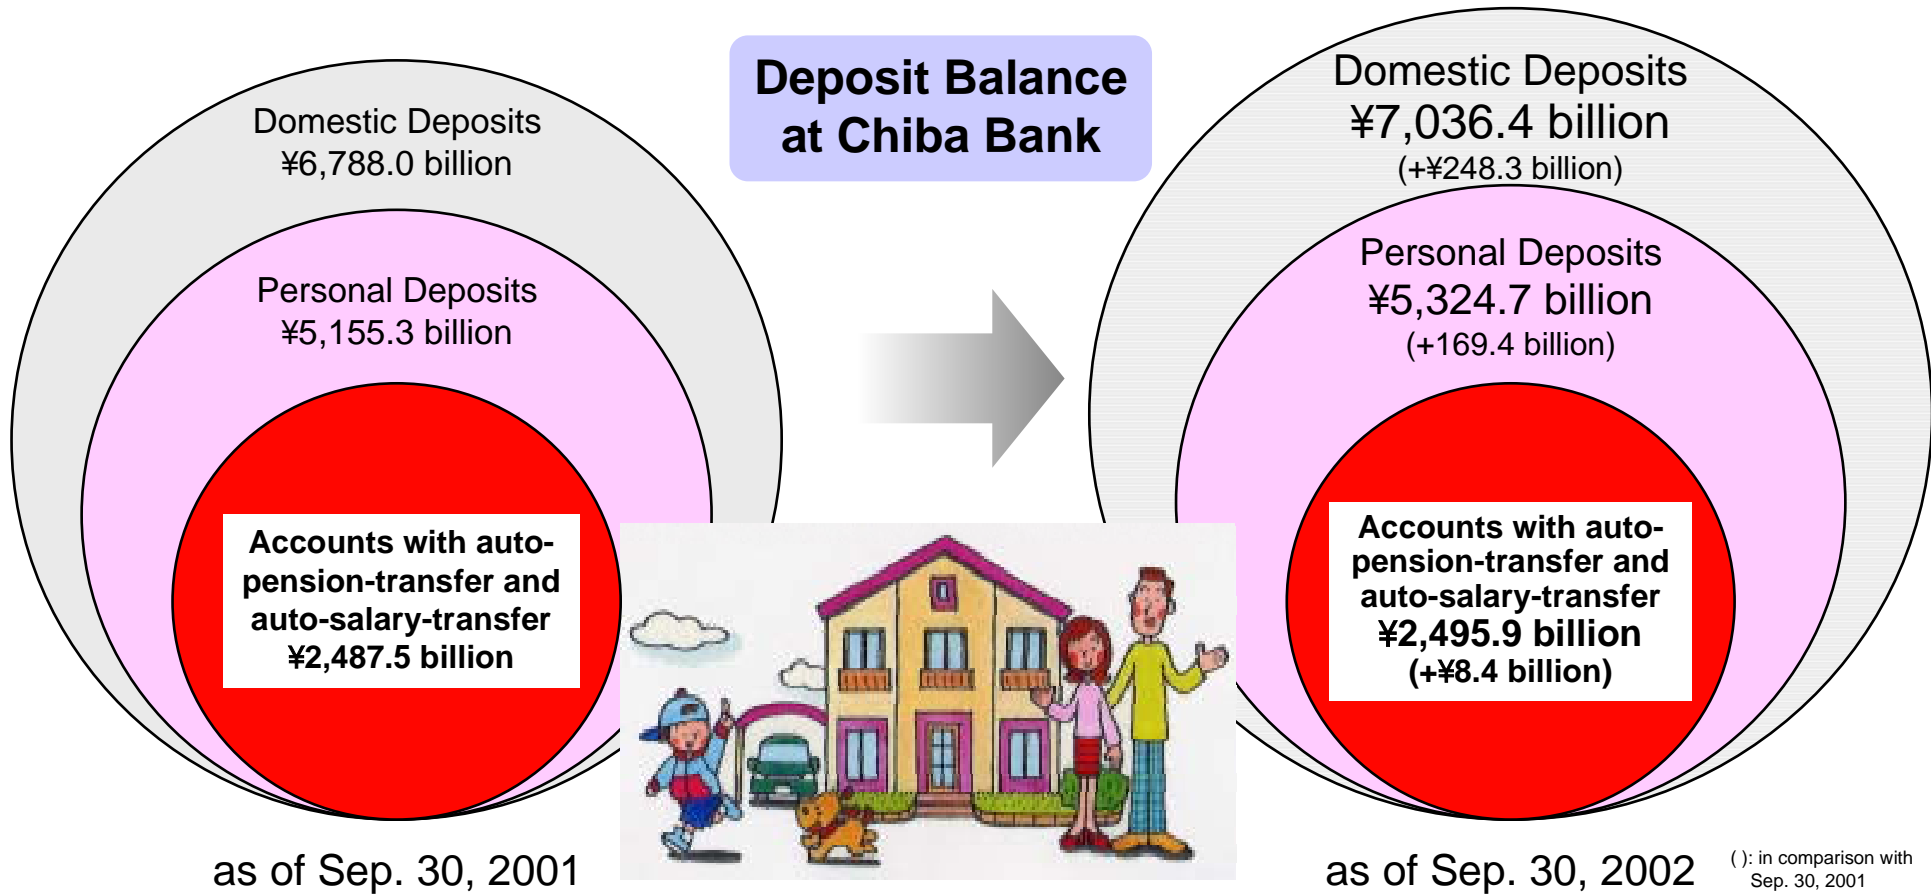 Deposit Balance
at Chiba Bank
Domestic Deposits
¥6,788.0 billion
Personal Deposits
¥5,155.3 billion
Accounts with auto-
pension-transfer and
auto-salary-transfer
¥2,487.5 billion
as of Sep. 30, 2001
Domestic Deposits
¥7,036.4 billion
(+¥248.3 billion)
Personal Deposits
¥5,324.7 billion
(+169.4 billion)
Accounts with auto-
pension-transfer and
auto-salary-transfer
¥2,495.9 billion
(+¥8.4 billion)
as of Sep. 30, 2002
( ): in comparison with
Sep. 30, 2001